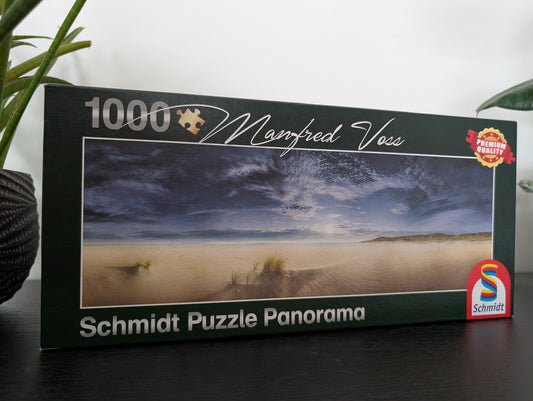 1000
Manfred Voss
PREMIUM
QUALITY
Schmidt Puzzle Panorama
Schmidt